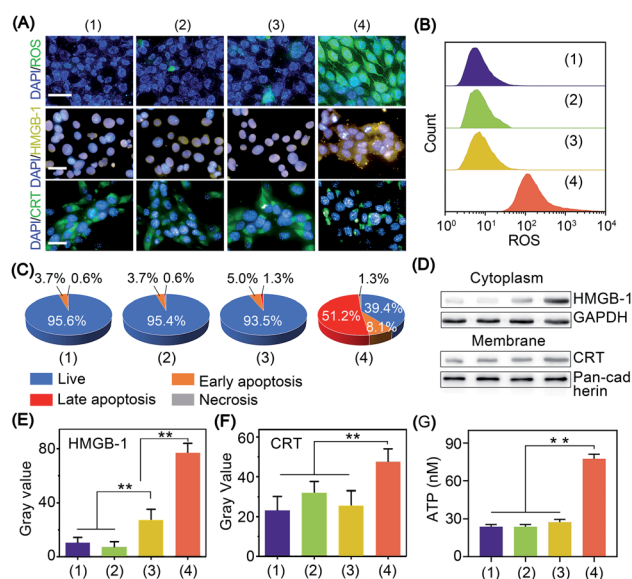 (A)
(1) (2) (3) (4)
DAPI/ROS
DAPI/HMGB-1
DAPI/CRT
(B)
Count
(1)
(2)
(3)
(4)
10⁰ 10¹ 10² 10³ 10⁴
ROS
(C)
3.7% 0.6% 3.7% 0.6% 5.0% 1.3% 1.3%
95.6% 95.4% 93.5% 51.2% 39.4% 8.1%
(1) (2) (3) (4)
Live Early apoptosis
Late apoptosis Necrosis
(D)
Cytoplasm
HMGB-1
GAPDH
Membrane
CRT
Pan-cad
herin
(E)
HMGB-1
Gray value
80
40
0
**
**
(1) (2) (3) (4)
(F)
CRT
Gray Value
60
40
20
0
**
(1) (2) (3) (4)
(G)
ATP (nM)
90
60
30
0
**
(1) (2) (3) (4)